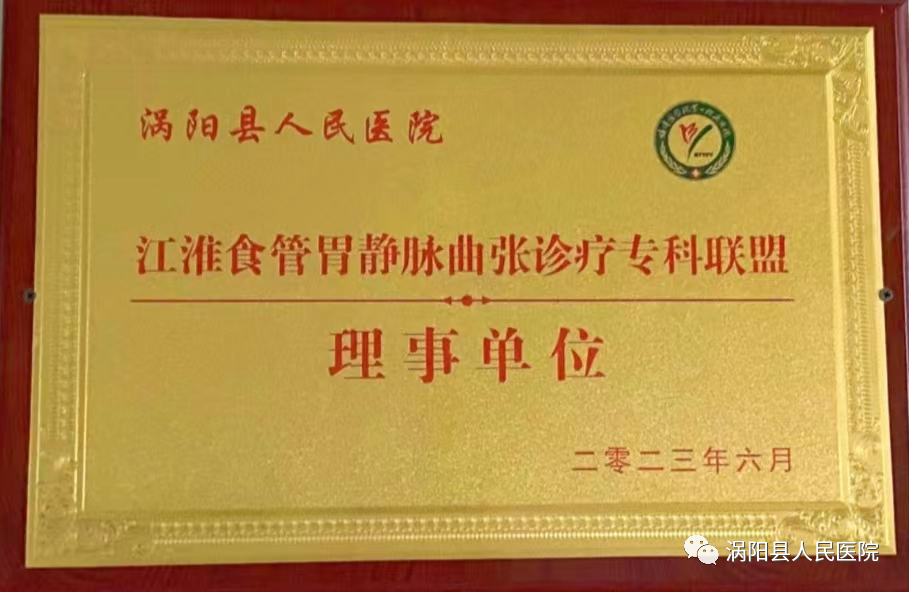 涡阳县人民医院
江淮食管胃静脉曲张诊疗专科联盟
理事单位
二零二三年六月
涡阳县人民医院